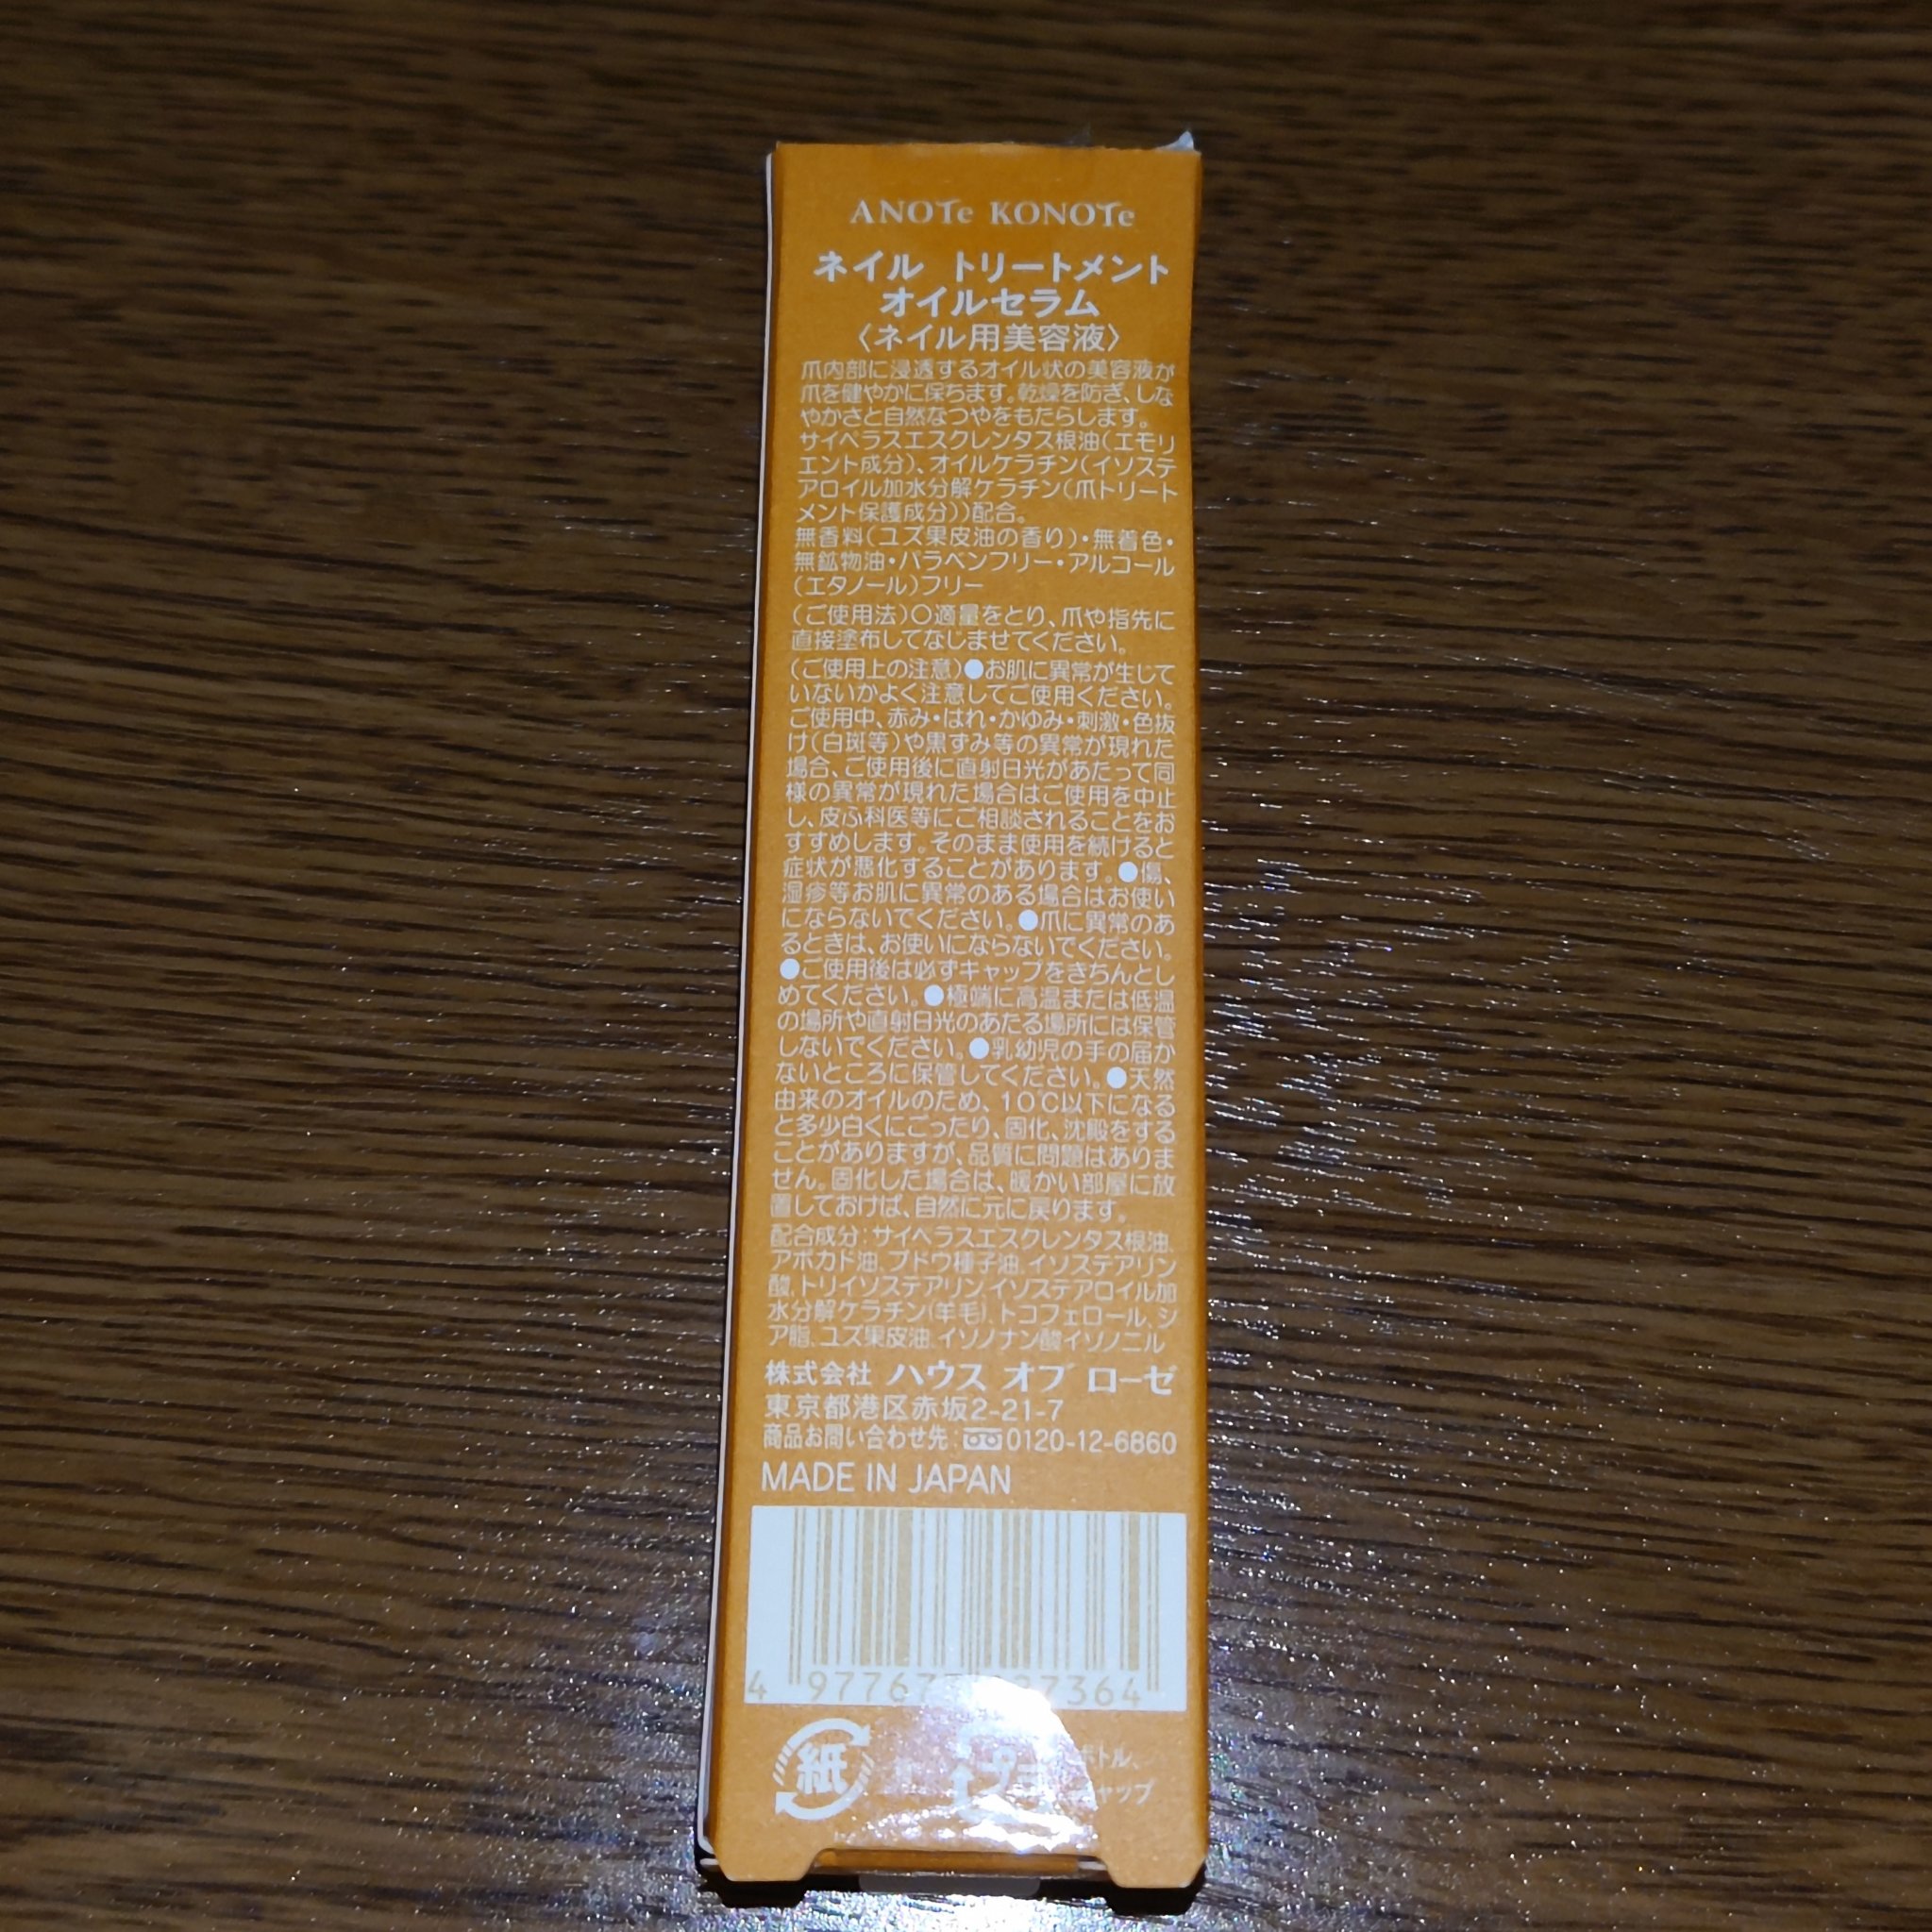 ANOTe KONOTe
ネイル トリートメント
オイルセラム
〈ネイル用美容液〉
爪内部に浸透するオイル状の美容液が
爪を健やかに保ちます。乾燥を防ぎ、しな
やかさと自然なつやをもたらします。
サイペラスエスクレンタス根油(エモリ
エント成分)、オイルケラチン(イソステ
アロイル加水分解ケラチン(爪トリート
メント保護成分))配合。
無香料(ユズ果皮油の香り)・無着色・
無鉱物油・パラベンフリー・アルコール
(エタノール)フリー
(ご使用法)〇適量をとり、爪や指先に
直接塗布してなじませてください。
(ご使用上の注意)●お肌に異常が生じて
いないかよく注意してご使用ください。
ご使用中、赤み・はれ・かゆみ・刺激・色抜
け(白斑等)や黒ずみ等の異常が現れた
場合、ご使用後に直射日光があたって同
様の異常が現れた場合はご使用を中止
し、皮ふ科医等にご相談されることをお
すすめします。そのまま使用を続けると
症状が悪化することがあります。●傷、
湿疹等お肌に異常のある場合はお使い
にならないでください。●爪に異常のあ
るときは、お使いにならないでください。
●ご使用後は必ずキャップをきちんとし
めてください。●極端に高温または低温
の場所や直射日光のあたる場所には保管
しないでください。●乳幼児の手の届か
ないところに保管してください。●天然
由来のオイルのため、10℃以下になる
と多少白くにごったり、固化、沈殿をする
ことがありますが、品質に問題はありま
せん。固化した場合は、暖かい部屋に放
置しておけば、自然に元に戻ります。
配合成分:サイペラスエスクレンタス根油、
アボカド油、ブドウ種子油、イソステアリン
酸、トリイソステアリン、イソステアロイル加
水分解ケラチン(羊毛)、トコフェロール、シ
ア脂、ユズ果皮油、イソノナン酸イソノニル
株式会社 ハウス オブ ローゼ
東京都港区赤坂2-21-7
商品お問い合わせ先:0120-12-6860
MADE IN JAPAN
4 97767 27364
紙 プラ ボトル、
キャップ